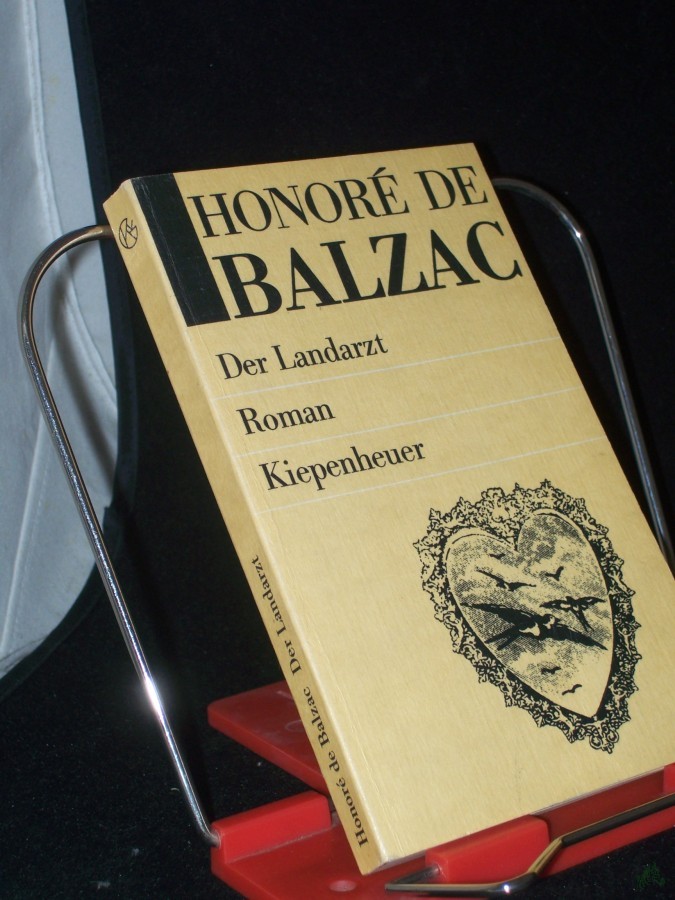 HONORÉ DE
BALZAC
Der Landarzt
Roman
Kiepenheuer
Honoré de Balzac Der Landarzt